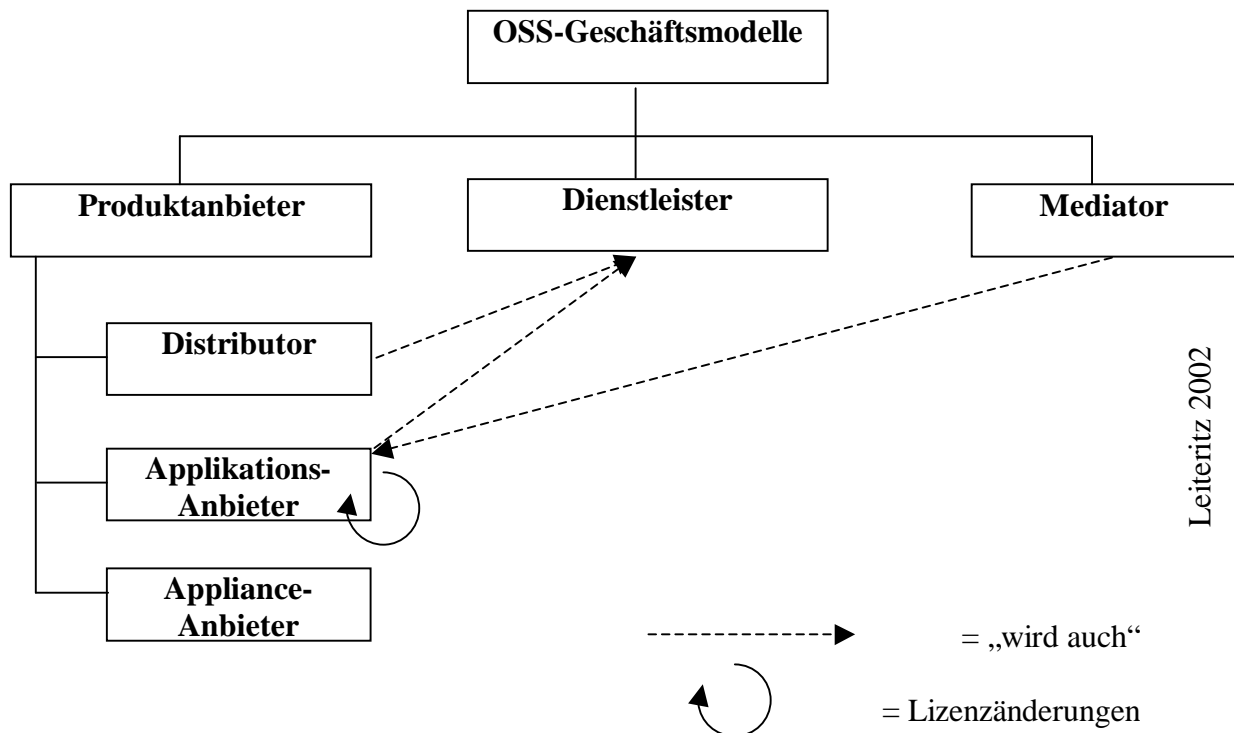 OSS-Geschäftsmodelle
Produktanbieter
Dienstleister
Mediator
Distributor
Applikations-
Anbieter
Appliance-
Anbieter
Leiteritz 2002
= „wird auch“
= Lizenzänderungen